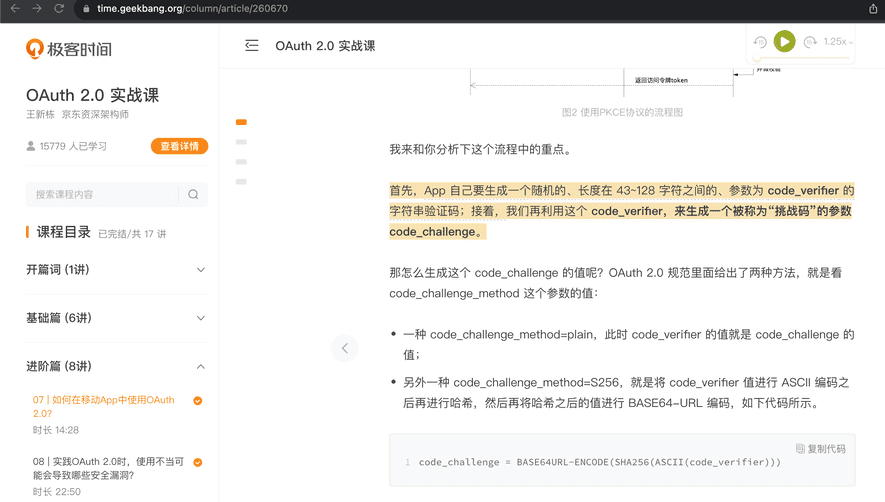 time.geekbang.org/column/article/260670
极客时间
OAuth 2.0 实战课
1.25x
返回访问令牌token
图2 使用PKCE协议的流程图
OAuth 2.0 实战课
王新栋 京东资深架构师
15779 人已学习
查看详情
搜索课程内容
课程目录 已完结/共 17 讲
开篇词 (1讲)
基础篇 (6讲)
进阶篇 (8讲)
07 | 如何在移动App中使用OAuth
2.0?
时长 14:28
08 | 实践OAuth 2.0时，使用不当可
能会导致哪些安全漏洞?
时长 22:50
我来和你分析下这个流程中的重点。
首先，App 自己要生成一个随机的、长度在 43~128 字符之间的、参数为 code_verifier 的
字符串验证码；接着，我们再利用这个 code_verifier，来生成一个被称为“挑战码”的参数
code_challenge。
那怎么生成这个 code_challenge 的值呢？OAuth 2.0 规范里面给出了两种方法，就是看
code_challenge_method 这个参数的值：
一种 code_challenge_method=plain，此时 code_verifier 的值就是 code_challenge 的
值；
另外一种 code_challenge_method=S256，就是将 code_verifier 值进行 ASCII 编码之
后再进行哈希，然后再将哈希之后的值进行 BASE64-URL 编码，如下代码所示。
复制代码
1 code_challenge = BASE64URL-ENCODE(SHA256(ASCII(code_verifier)))